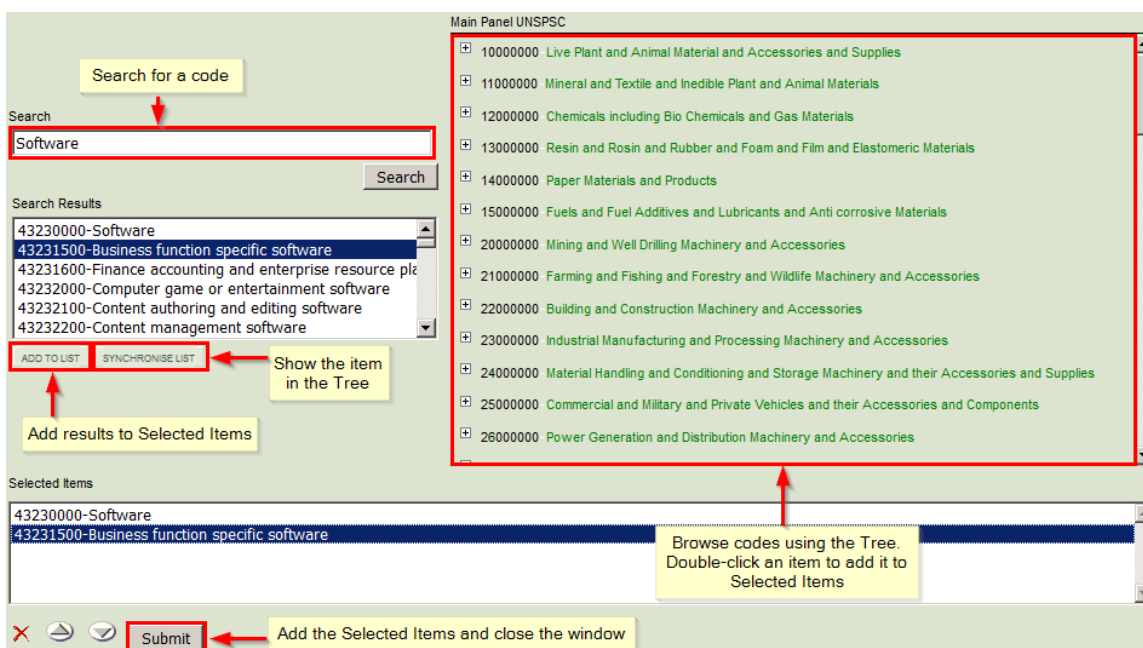 Main Panel UNSPSC
Search for a code
Search
Software
Search
Search Results
43230000-Software
43231500-Business function specific software
43231600-Finance accounting and enterprise resource pla
43232000-Computer game or entertainment software
43232100-Content authoring and editing software
43232200-Content management software
ADD TO LIST
SYNCHRONISE LIST
Show the item
in the Tree
Add results to Selected Items
10000000 Live Plant and Animal Material and Accessories and Supplies
11000000 Mineral and Textile and Inedible Plant and Animal Materials
12000000 Chemicals including Bio Chemicals and Gas Materials
13000000 Resin and Rosin and Rubber and Foam and Film and Elastomeric Materials
14000000 Paper Materials and Products
15000000 Fuels and Fuel Additives and Lubricants and Anti corrosive Materials
20000000 Mining and Well Drilling Machinery and Accessories
21000000 Farming and Fishing and Forestry and Wildlife Machinery and Accessories
22000000 Building and Construction Machinery and Accessories
23000000 Industrial Manufacturing and Processing Machinery and Accessories
24000000 Material Handling and Conditioning and Storage Machinery and their Accessories and Supplies
25000000 Commercial and Military and Private Vehicles and their Accessories and Components
26000000 Power Generation and Distribution Machinery and Accessories
Selected Items
43230000-Software
43231500-Business function specific software
Browse codes using the Tree.
Double-click an item to add it to
Selected Items
Submit
Add the Selected Items and close the window